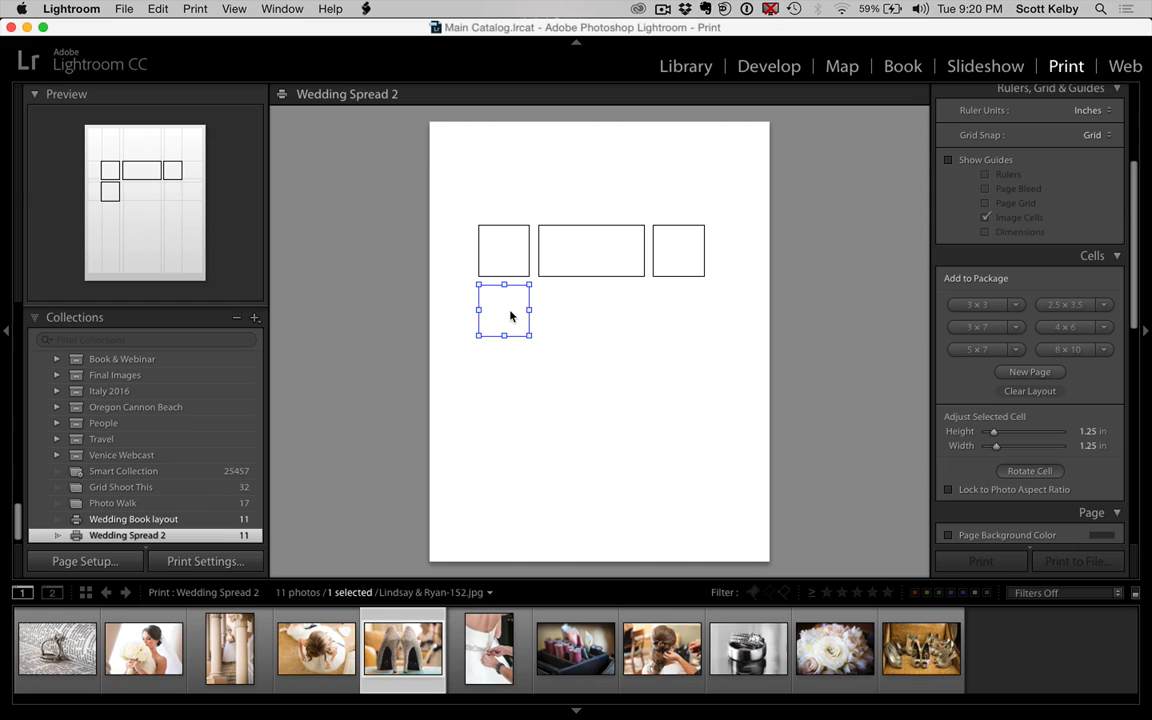 Lightroom File Edit Print View Window Help 59% Tue 9:20 PM Scott Kelby
Main Catalog.lrcat - Adobe Photoshop Lightroom - Print
Lr Adobe Lightroom CC
Library Develop Map Book Slideshow Print Web
Preview
Wedding Spread 2
Rulers, Grid & Guides
Ruler Units : Inches
Grid Snap : Grid
Show Guides
Rulers
Page Bleed
Page Grid
Image Cells
Dimensions
Cells
Add to Package
3 × 3 2.5 × 3.5
3 × 7 4 × 6
5 × 7 8 × 10
New Page
Clear Layout
Adjust Selected Cell
Height 1.25 in
Width 1.25 in
Rotate Cell
Lock to Photo Aspect Ratio
Page
Page Background Color
Print Print to File...
Collections
Filter Collections
Book & Webinar
Final Images
Italy 2016
Oregon Cannon Beach
People
Travel
Venice Webcast
Smart Collection 25457
Grid Shoot This 32
Photo Walk 17
Wedding Book layout 11
Wedding Spread 2 11
Page Setup... Print Settings...
1 2 Print : Wedding Spread 2 11 photos / 1 selected / Lindsay & Ryan-152.jpg Filter : Filters Off